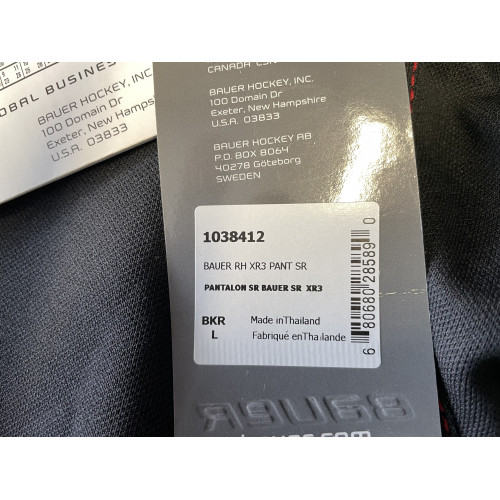 OBAL BUSINES
BAUER HOCKEY, INC.
100 Domain Dr
Exeter, New Hamps
U.S.A. 03833
CANADA
BAUER HOCKEY, INC.
100 Domain Dr
Exeter, New Hampshire
U.S.A. 03833
BAUER HOCKEY AB
P.O. BOX 8064
40278 Göteborg
SWEDEN
1038412
BAUER RH XR3 PANT SR
PANTALON SR BAUER SR XR3
BKR Made inThailand
L Fabriqué enThaïlande
6 80680 28589 0
BAUER